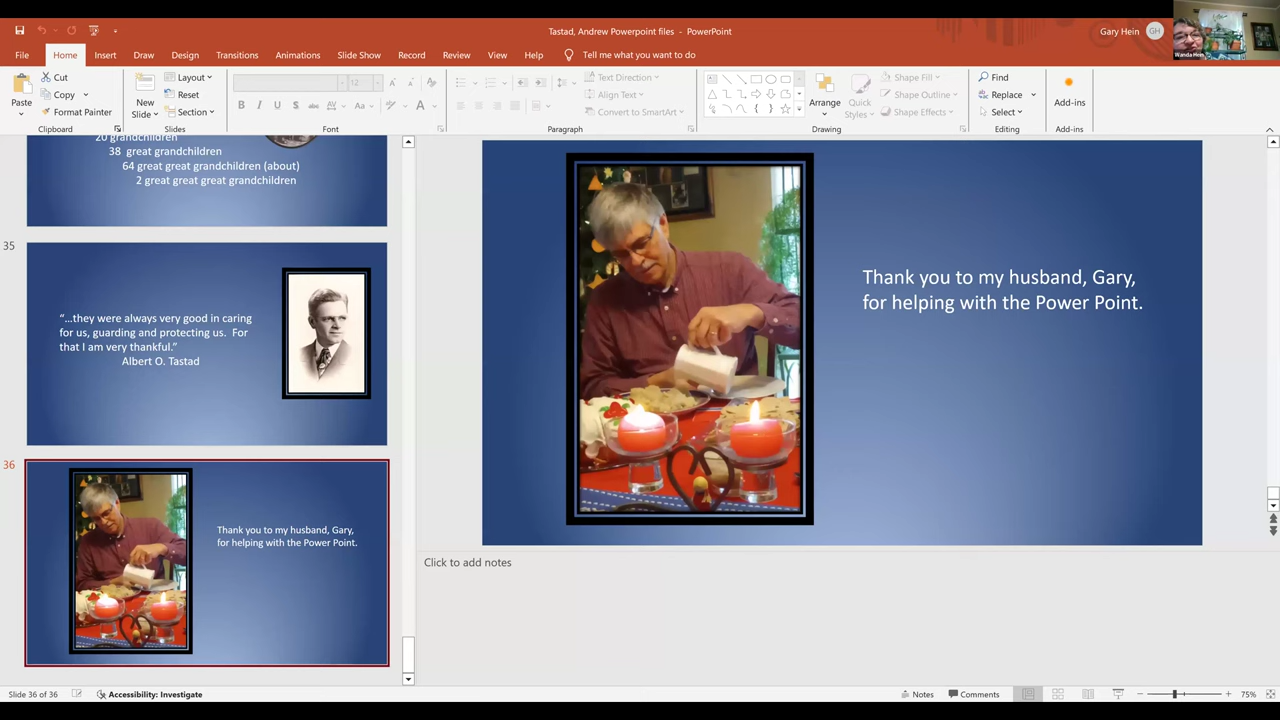 Tastad, Andrew Powerpoint files - PowerPoint
Gary Hein
GH
Wanda Hein
File Home Insert Draw Design Transitions Animations Slide Show Record Review View Help Tell me what you want to do
Paste
Cut
Copy
Format Painter
Clipboard
New
Slide
Layout
Reset
Section
Slides
12
Font
Text Direction
Align Text
Convert to SmartArt
Paragraph
Arrange
Quick
Styles
Shape Fill
Shape Outline
Shape Effects
Drawing
Find
Replace
Select
Editing
Add-ins
Add-ins
20 grandchildren
38 great grandchildren
64 great great grandchildren (about)
2 great great great grandchildren
35
“...they were always very good in caring
for us, guarding and protecting us. For
that I am very thankful.”
Albert O. Tastad
36
Thank you to my husband, Gary,
for helping with the Power Point.
Thank you to my husband, Gary,
for helping with the Power Point.
Click to add notes
Slide 36 of 36
Accessibility: Investigate
Notes
Comments
75%